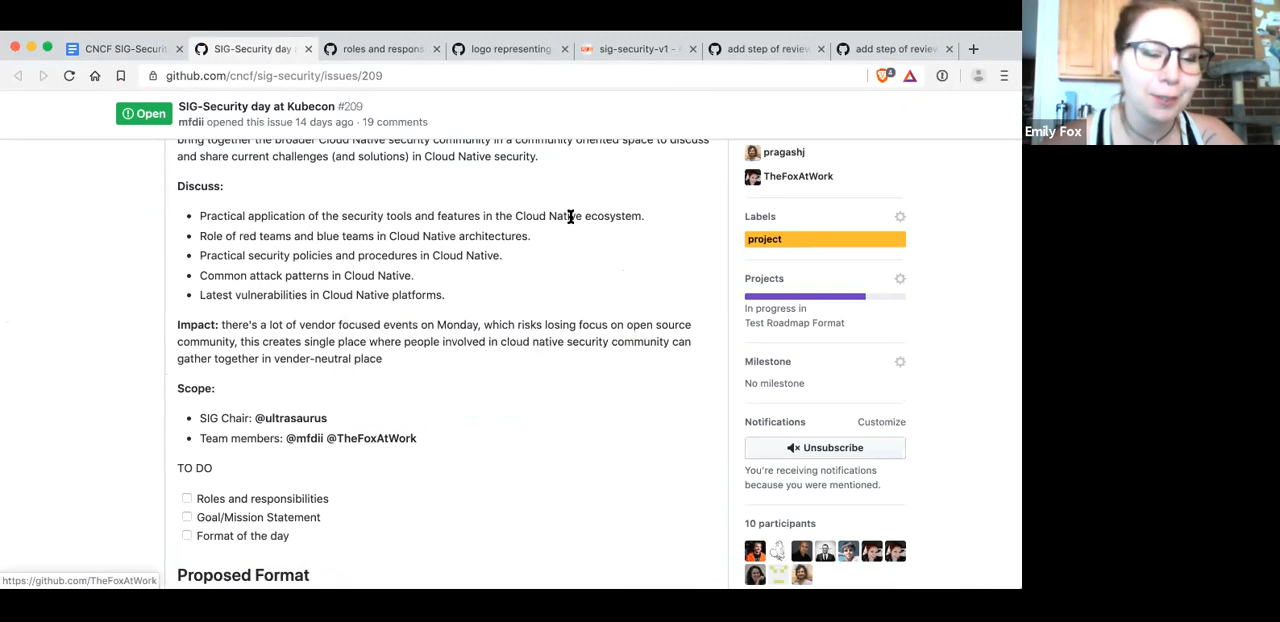 CNCF SIG-Securit
SIG-Security day
roles and respons
logo representing
sig-security-v1 -
add step of review
add step of review
github.com/cncf/sig-security/issues/209
4
Open
SIG-Security day at Kubecon #209
mfdii opened this issue 14 days ago · 19 comments
Emily Fox
bring together the broader Cloud Native security community in a community oriented space to discuss
and share current challenges (and solutions) in Cloud Native security.
Discuss:
• Practical application of the security tools and features in the Cloud Native ecosystem.
• Role of red teams and blue teams in Cloud Native architectures.
• Practical security policies and procedures in Cloud Native.
• Common attack patterns in Cloud Native.
• Latest vulnerabilities in Cloud Native platforms.
Impact: there's a lot of vendor focused events on Monday, which risks losing focus on open source
community, this creates single place where people involved in cloud native security community can
gather together in vender-neutral place
Scope:
• SIG Chair: @ultrasaurus
• Team members: @mfdii @TheFoxAtWork
TO DO
Roles and responsibilities
Goal/Mission Statement
Format of the day
Proposed Format
pragashj
TheFoxAtWork
Labels
project
Projects
In progress in
Test Roadmap Format
Milestone
No milestone
Notifications
Customize
Unsubscribe
You're receiving notifications
because you were mentioned.
10 participants
https://github.com/TheFoxAtWork